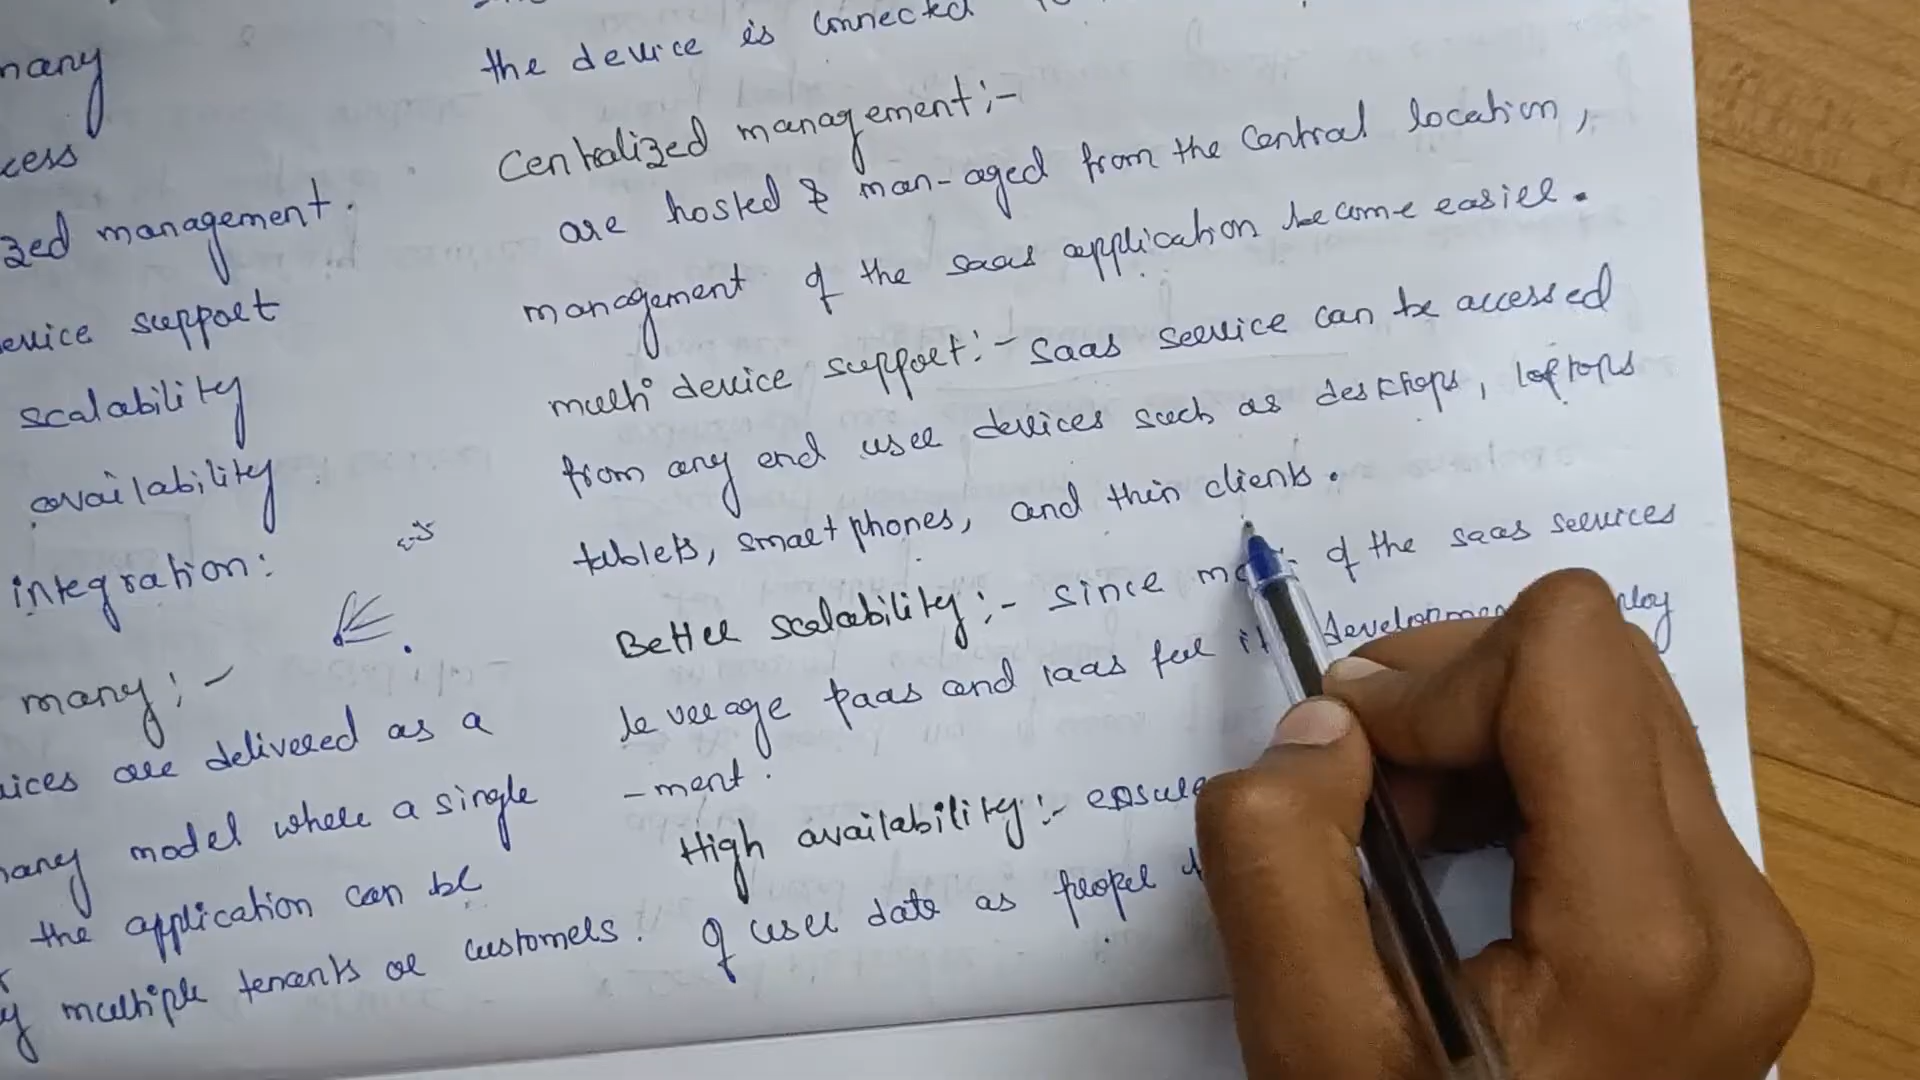 many
cess
zed management.
service support
scalability
availability
integration:
many:-
vices are delivered as a
many model where a single
the application can be
multiple tenants or customers.
the device is connected
Centralized management:-
are hosted & man-aged from the central location,
management of the saas application become easier.
multi device support:- saas service can be accessed
from any end user devices such as desktops, laptops
tablets, smart phones, and thin clients.
Better scalability:- since of the saas services
leverage paas and iaas for
-ment.
High availability:- ensure
of user data as